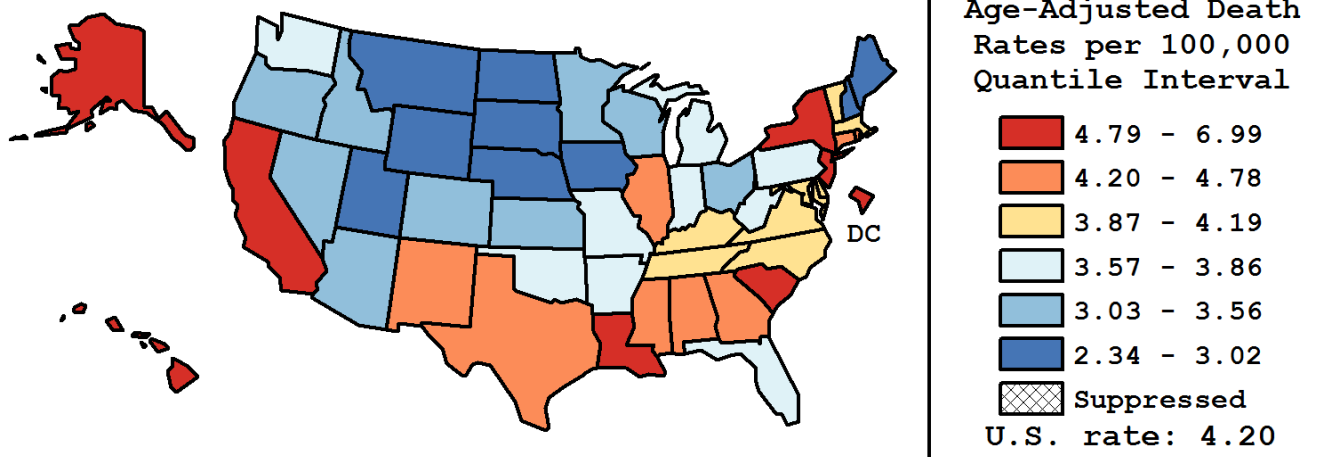 Age-Adjusted Death
Rates per 100,000
Quantile Interval
4.79 - 6.99
4.20 - 4.78
3.87 - 4.19
3.57 - 3.86
3.03 - 3.56
2.34 - 3.02
Suppressed
U.S. rate: 4.20
DC